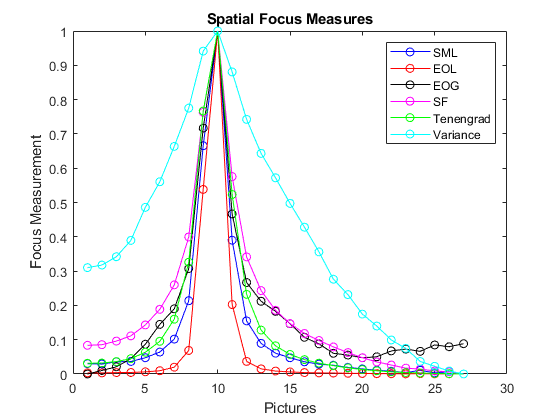 Spatial Focus Measures
1
0.9
0.8
0.7
0.6
0.5
0.4
0.3
0.2
0.1
0
Focus Measurement
SML
EOL
EOG
SF
Tenengrad
Variance
0 5 10 15 20 25 30
Pictures